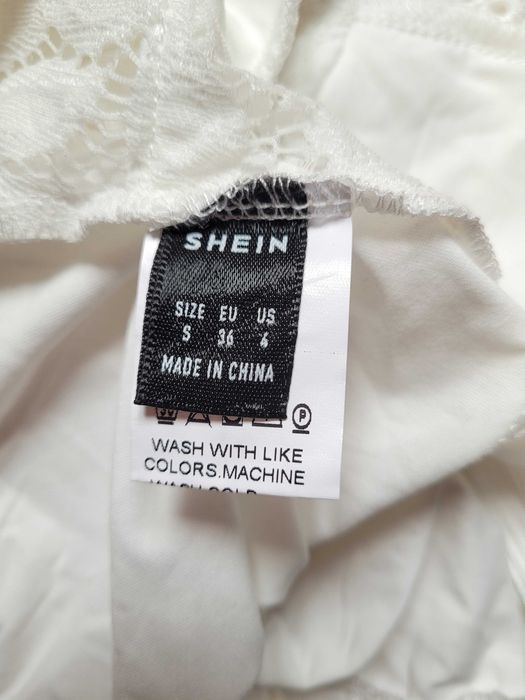 SHEIN
SIZE EU US
S 36 4
MADE IN CHINA
P
WASH WITH LIKE
COLORS.MACHINE